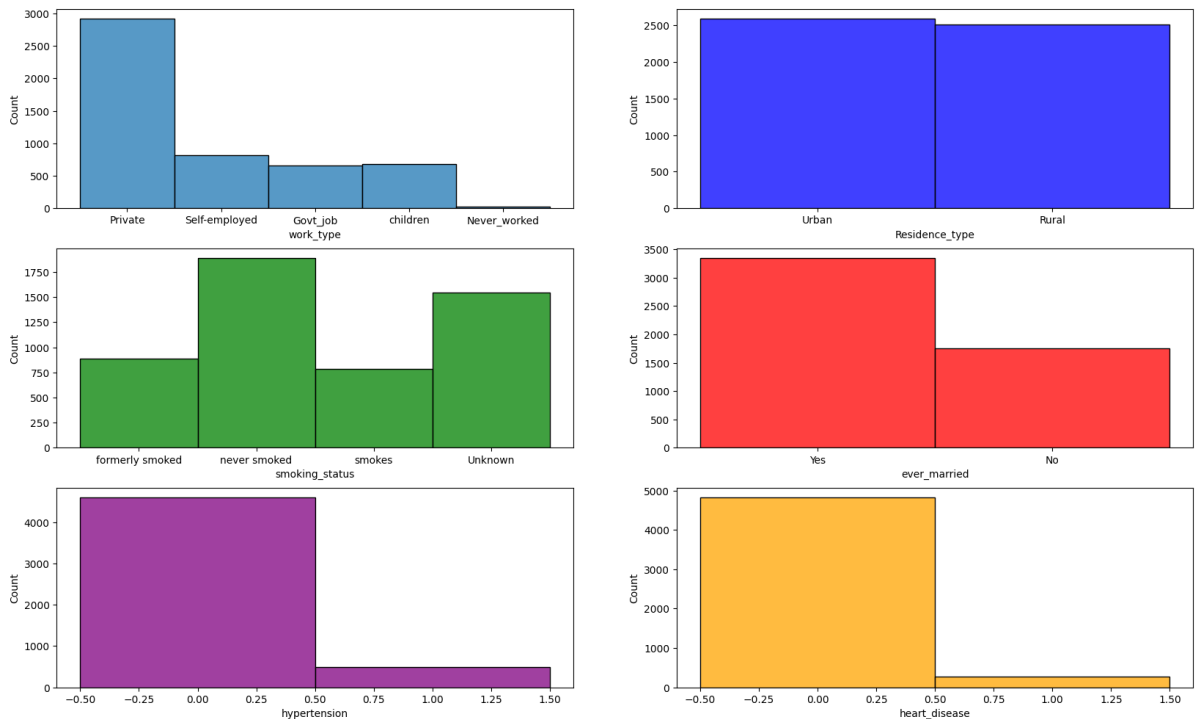 3000
2500
2000
1500
1000
500
0
Count
Private Self-employed Govt_job children Never_worked
work_type
2500
2000
1500
1000
500
0
Count
Urban Rural
Residence_type
1750
1500
1250
1000
750
500
250
0
Count
formerly smoked never smoked smokes Unknown
smoking_status
3500
3000
2500
2000
1500
1000
500
0
Count
Yes No
ever_married
4000
3000
2000
1000
0
Count
−0.50 −0.25 0.00 0.25 0.50 0.75 1.00 1.25 1.50
hypertension
5000
4000
3000
2000
1000
0
Count
−0.50 −0.25 0.00 0.25 0.50 0.75 1.00 1.25 1.50
heart_disease